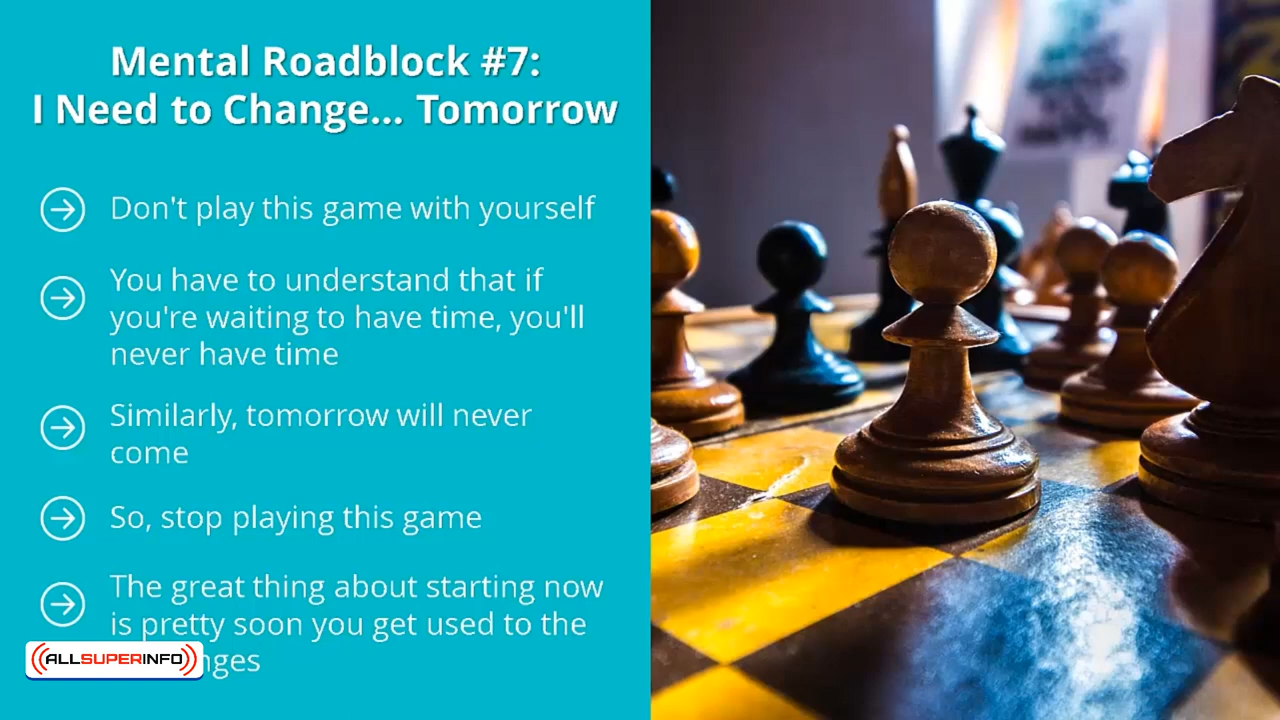 Mental Roadblock #7:
I Need to Change... Tomorrow
Don't play this game with yourself
You have to understand that if
you're waiting to have time, you'll
never have time
Similarly, tomorrow will never
come
So, stop playing this game
The great thing about starting now
is pretty soon you get used to the
nges
ALLSUPERINFO